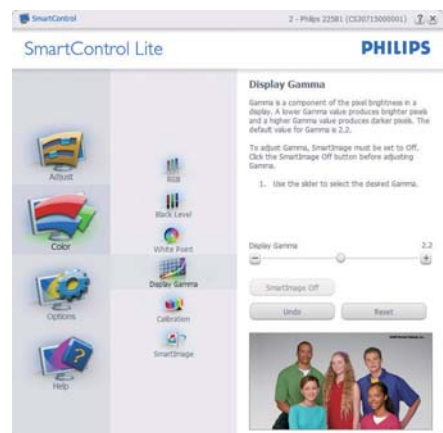 SmartControl
2 - Philips 225B1 (CS30715000001)
SmartControl Lite
PHILIPS
Adjust
Color
Options
Help
RGB
Black Level
White Point
Display Gamma
Calibration
SmartImage
Display Gamma
Gamma is a component of the pixel brightness in a
display. A lower Gamma value produces brighter pixels
and a higher Gamma value produces darker pixels. The
default value for Gamma is 2.2.
To adjust Gamma, SmartImage must be set to Off.
Click the SmartImage Off button before adjusting
Gamma.
1. Use the slider to select the desired Gamma.
Display Gamma
2.2
SmartImage Off
Undo
Reset